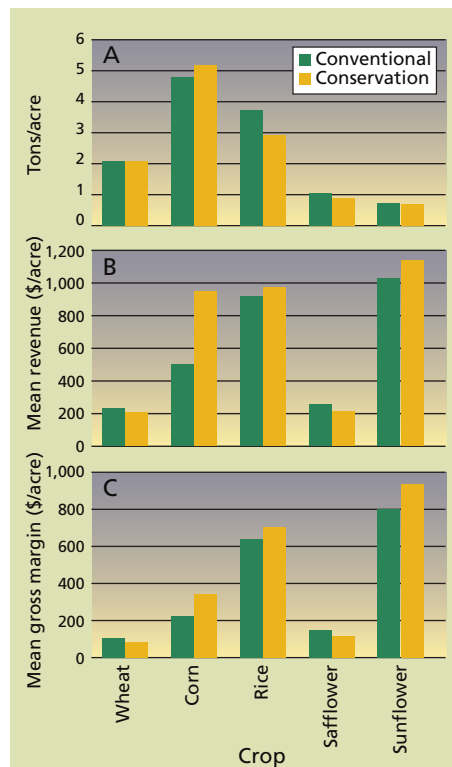 A
Conventional
Conservation
Tons/acre
6
5
4
3
2
1
0
B
Mean revenue ($/acre)
1,200
1,000
800
600
400
200
0
C
Mean gross margin ($/acre)
1,000
800
600
400
200
0
Wheat
Corn
Rice
Safflower
Sunflower
Crop